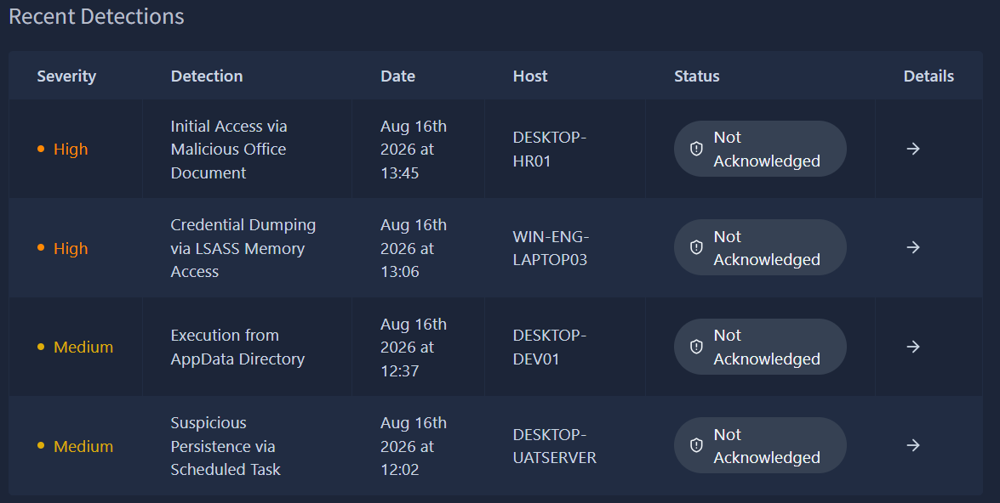 Recent Detections
Severity Detection Date Host Status Details
High Initial Access via Malicious Office Document Aug 16th 2026 at 13:45 DESKTOP-HR01 Not Acknowledged
High Credential Dumping via LSASS Memory Access Aug 16th 2026 at 13:06 WIN-ENG-LAPTOP03 Not Acknowledged
Medium Execution from AppData Directory Aug 16th 2026 at 12:37 DESKTOP-DEV01 Not Acknowledged
Medium Suspicious Persistence via Scheduled Task Aug 16th 2026 at 12:02 DESKTOP-UATSERVER Not Acknowledged